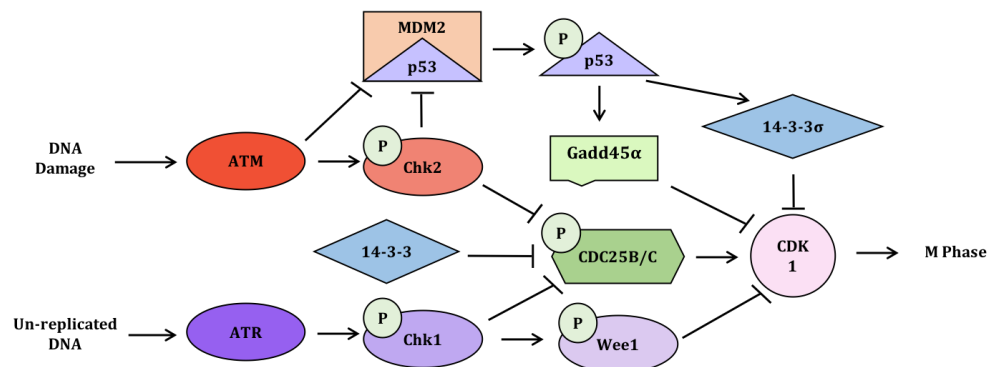 MDM2
p53
P
p53
14-3-3σ
DNA
Damage
ATM
P
Chk2
Gadd45α
14-3-3
P
CDC25B/C
CDK
1
M Phase
Un-replicated
DNA
ATR
P
Chk1
P
Wee1